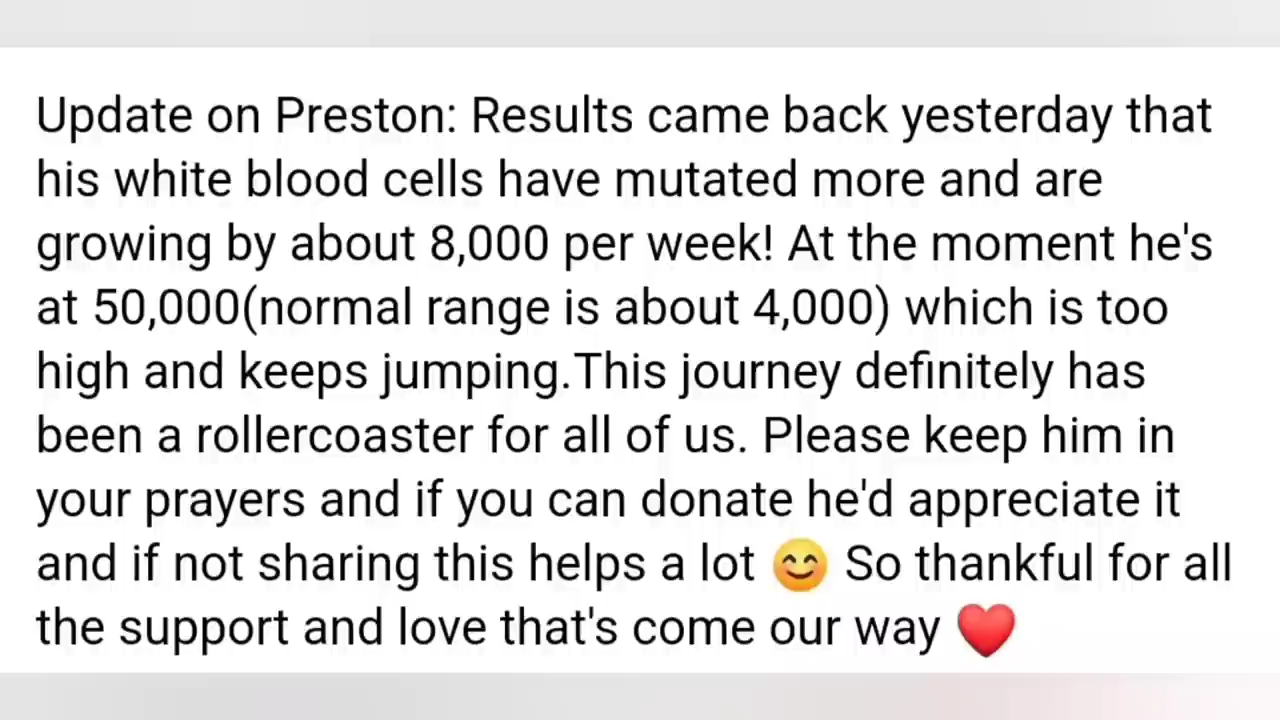 Update on Preston: Results came back yesterday that
his white blood cells have mutated more and are
growing by about 8,000 per week! At the moment he's
at 50,000(normal range is about 4,000) which is too
high and keeps jumping.This journey definitely has
been a rollercoaster for all of us. Please keep him in
your prayers and if you can donate he'd appreciate it
and if not sharing this helps a lot 😊 So thankful for all
the support and love that's come our way ❤️